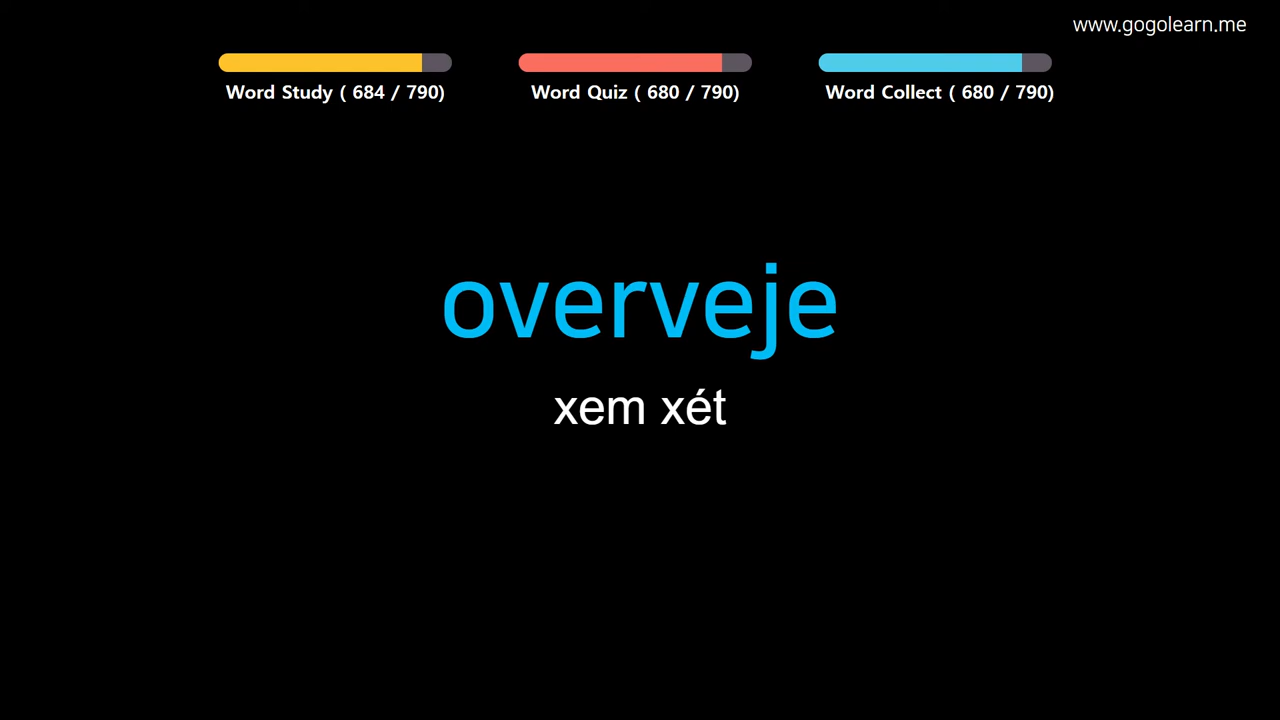 www.gogolearn.me
Word Study ( 684 / 790) Word Quiz ( 680 / 790) Word Collect ( 680 / 790)
overveje
xem xét